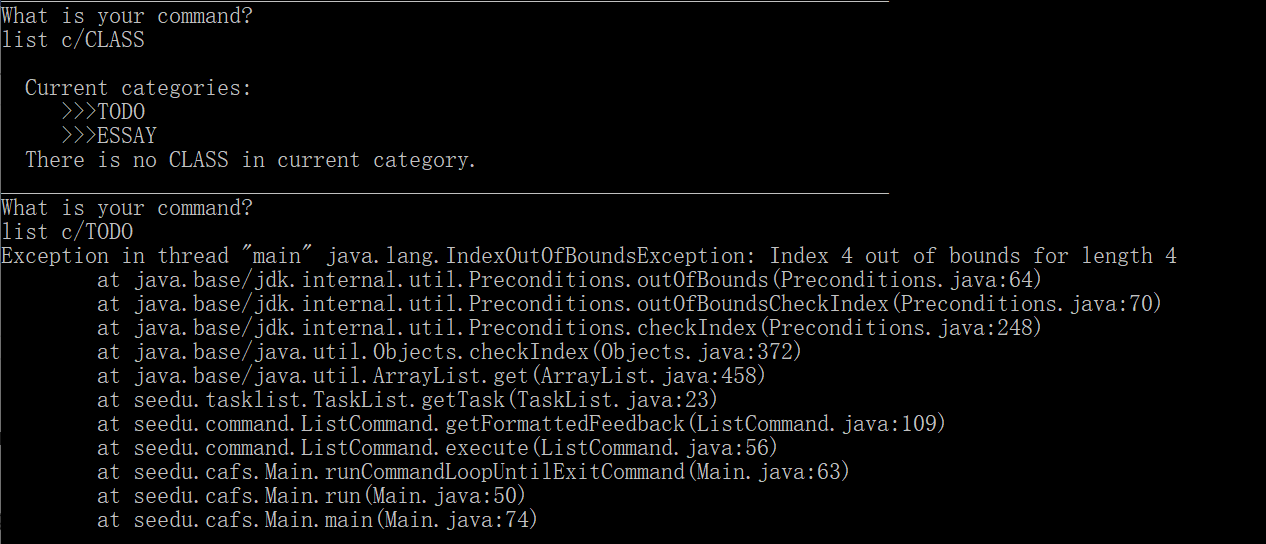 What is your command?
list c/CLASS
Current categories:
>>>TODO
>>>ESSAY
There is no CLASS in current category.
What is your command?
list c/TODO
Exception in thread "main" java.lang.IndexOutOfBoundsException: Index 4 out of bounds for length 4
at java.base/jdk.internal.util.Preconditions.outOfBounds(Preconditions.java:64)
at java.base/jdk.internal.util.Preconditions.outOfBoundsCheckIndex(Preconditions.java:70)
at java.base/jdk.internal.util.Preconditions.checkIndex(Preconditions.java:248)
at java.base/java.util.Objects.checkIndex(Objects.java:372)
at java.base/java.util.ArrayList.get(ArrayList.java:458)
at seedu.tasklist.TaskList.getTask(TaskList.java:23)
at seedu.command.ListCommand.getFormattedFeedback(ListCommand.java:109)
at seedu.command.ListCommand.execute(ListCommand.java:56)
at seedu.cafs.Main.runCommandLoopUntilExitCommand(Main.java:63)
at seedu.cafs.Main.run(Main.java:50)
at seedu.cafs.Main.main(Main.java:74)